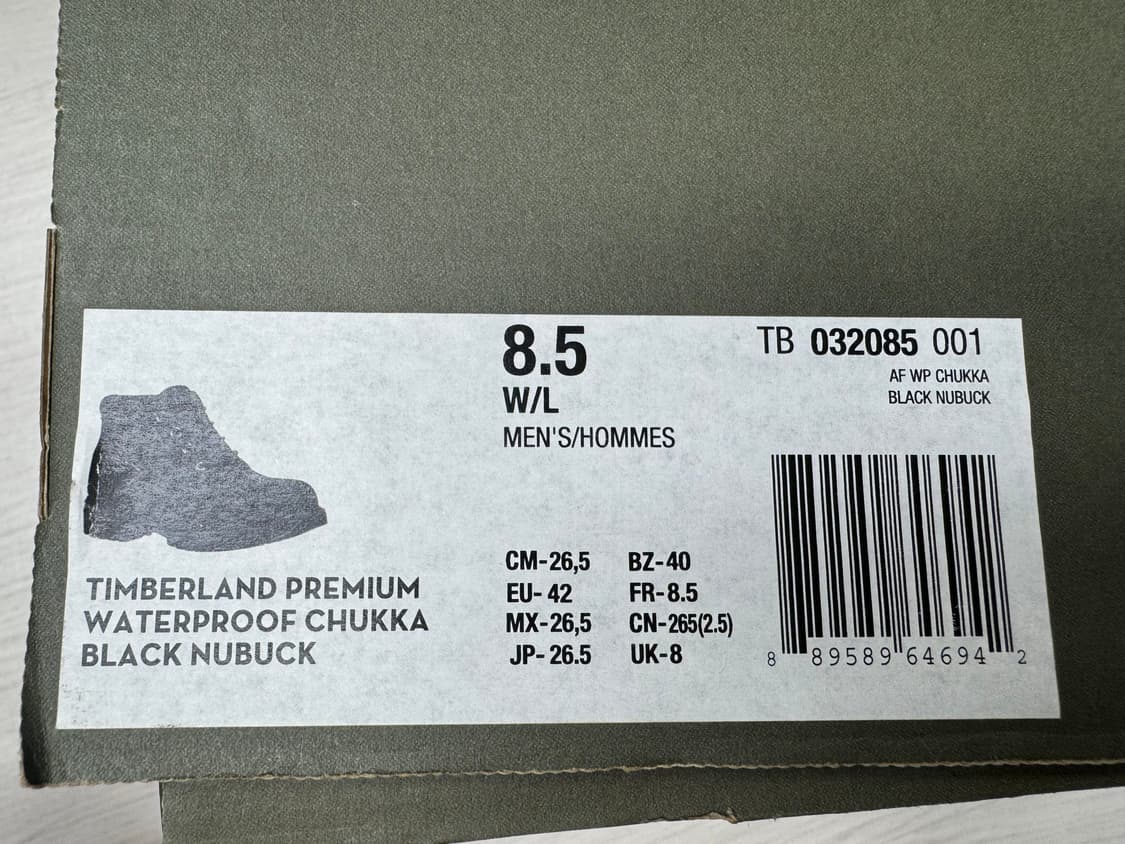 8.5
W/L
MEN'S/HOMMES
TB 032085 001
AF WP CHUKKA
BLACK NUBUCK
TIMBERLAND PREMIUM
WATERPROOF CHUKKA
BLACK NUBUCK
CM-26,5 BZ-40
EU- 42 FR-8.5
MX-26,5 CN-265(2.5)
JP- 26.5 UK-8
8 89589 64694 2